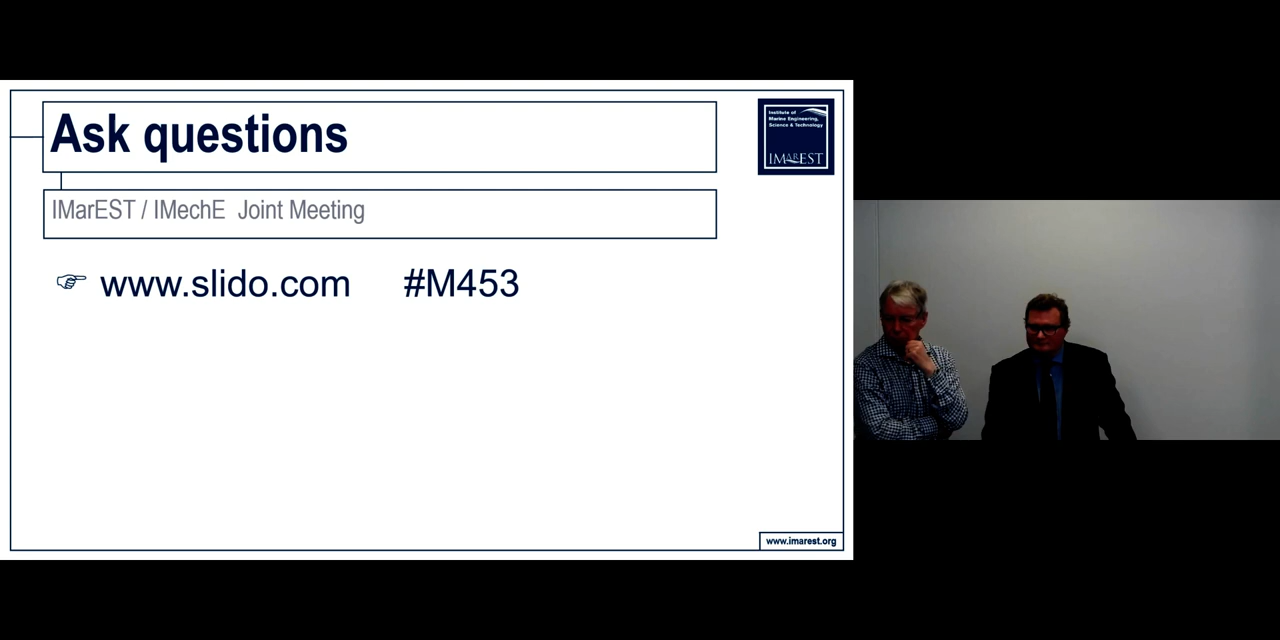 Ask questions
Institute of
Marine Engineering,
Science & Technology
IMarEST
IMarEST / IMechE Joint Meeting
www.slido.com #M453
www.imarest.org